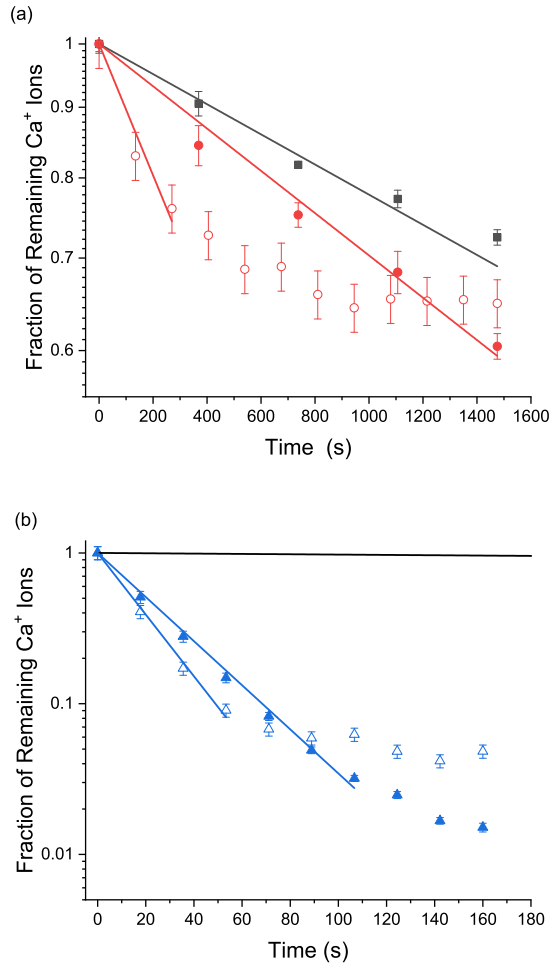 (a)
1
0.9
0.8
0.7
0.6
Fraction of Remaining Ca⁺ Ions
0 200 400 600 800 1000 1200 1400 1600
Time (s)
(b)
1
0.1
0.01
Fraction of Remaining Ca⁺ Ions
0 20 40 60 80 100 120 140 160 180
Time (s)